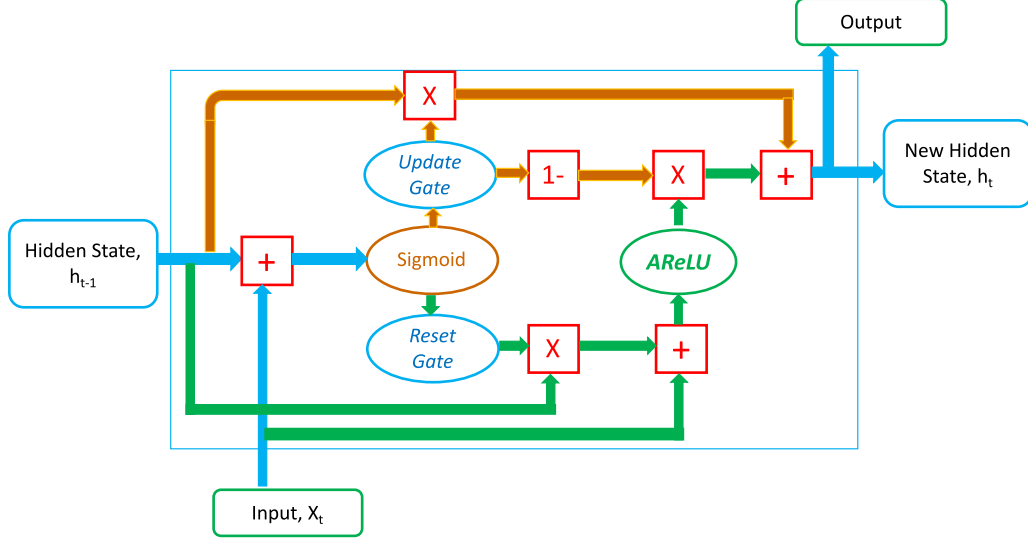 Output
X
Update
Gate
1-
X
+
New Hidden
State, hₜ
Hidden State,
hₜ₋₁
+
Sigmoid
AReLU
Reset
Gate
X
+
Input, Xₜ